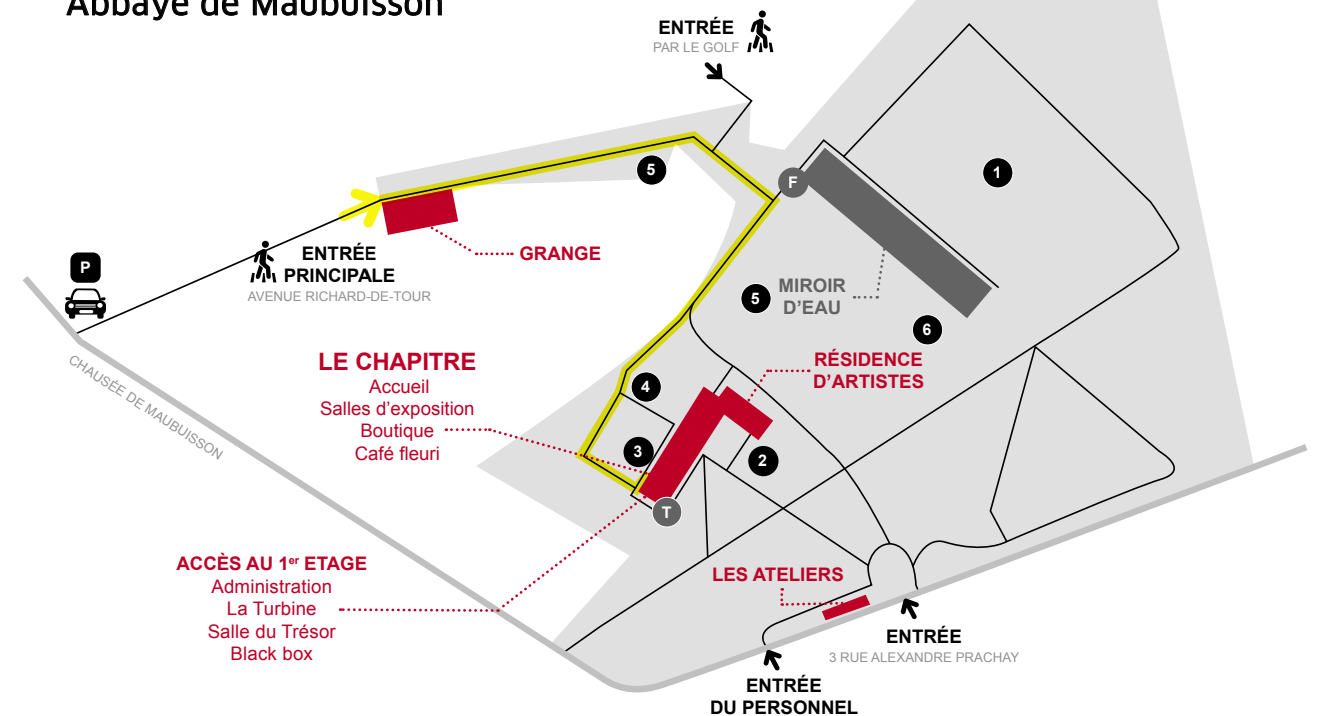 Abbaye de Maubuisson
ENTRÉE
PAR LE GOLF
5
F
1
GRANGE
ENTRÉE
PRINCIPALE
AVENUE RICHARD-DE-TOUR
P
CHAUSÉE DE MAUBUISSON
5
MIROIR
D'EAU
6
LE CHAPITRE
Accueil
Salles d'exposition
Boutique
Café fleuri
RÉSIDENCE
D'ARTISTES
4
3
2
T
ACCÈS AU 1er ETAGE
Administration
La Turbine
Salle du Trésor
Black box
LES ATELIERS
ENTRÉE
3 RUE ALEXANDRE PRACHAY
ENTRÉE
DU PERSONNEL